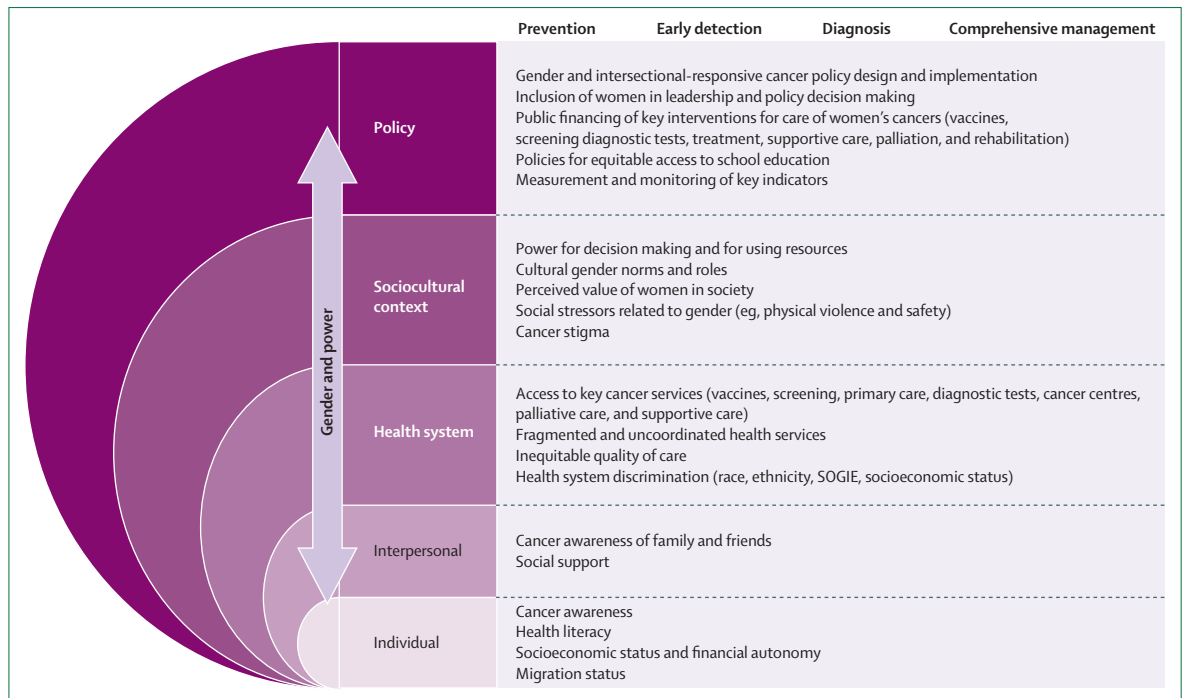 Prevention Early detection Diagnosis Comprehensive management
Policy
Gender and intersectional-responsive cancer policy design and implementation
Inclusion of women in leadership and policy decision making
Public financing of key interventions for care of women's cancers (vaccines,
screening diagnostic tests, treatment, supportive care, palliation, and rehabilitation)
Policies for equitable access to school education
Measurement and monitoring of key indicators
Sociocultural
context
Power for decision making and for using resources
Cultural gender norms and roles
Perceived value of women in society
Social stressors related to gender (eg, physical violence and safety)
Cancer stigma
Gender and power
Health system
Access to key cancer services (vaccines, screening, primary care, diagnostic tests, cancer centres,
palliative care, and supportive care)
Fragmented and uncoordinated health services
Inequitable quality of care
Health system discrimination (race, ethnicity, SOGIE, socioeconomic status)
Interpersonal
Cancer awareness of family and friends
Social support
Individual
Cancer awareness
Health literacy
Socioeconomic status and financial autonomy
Migration status